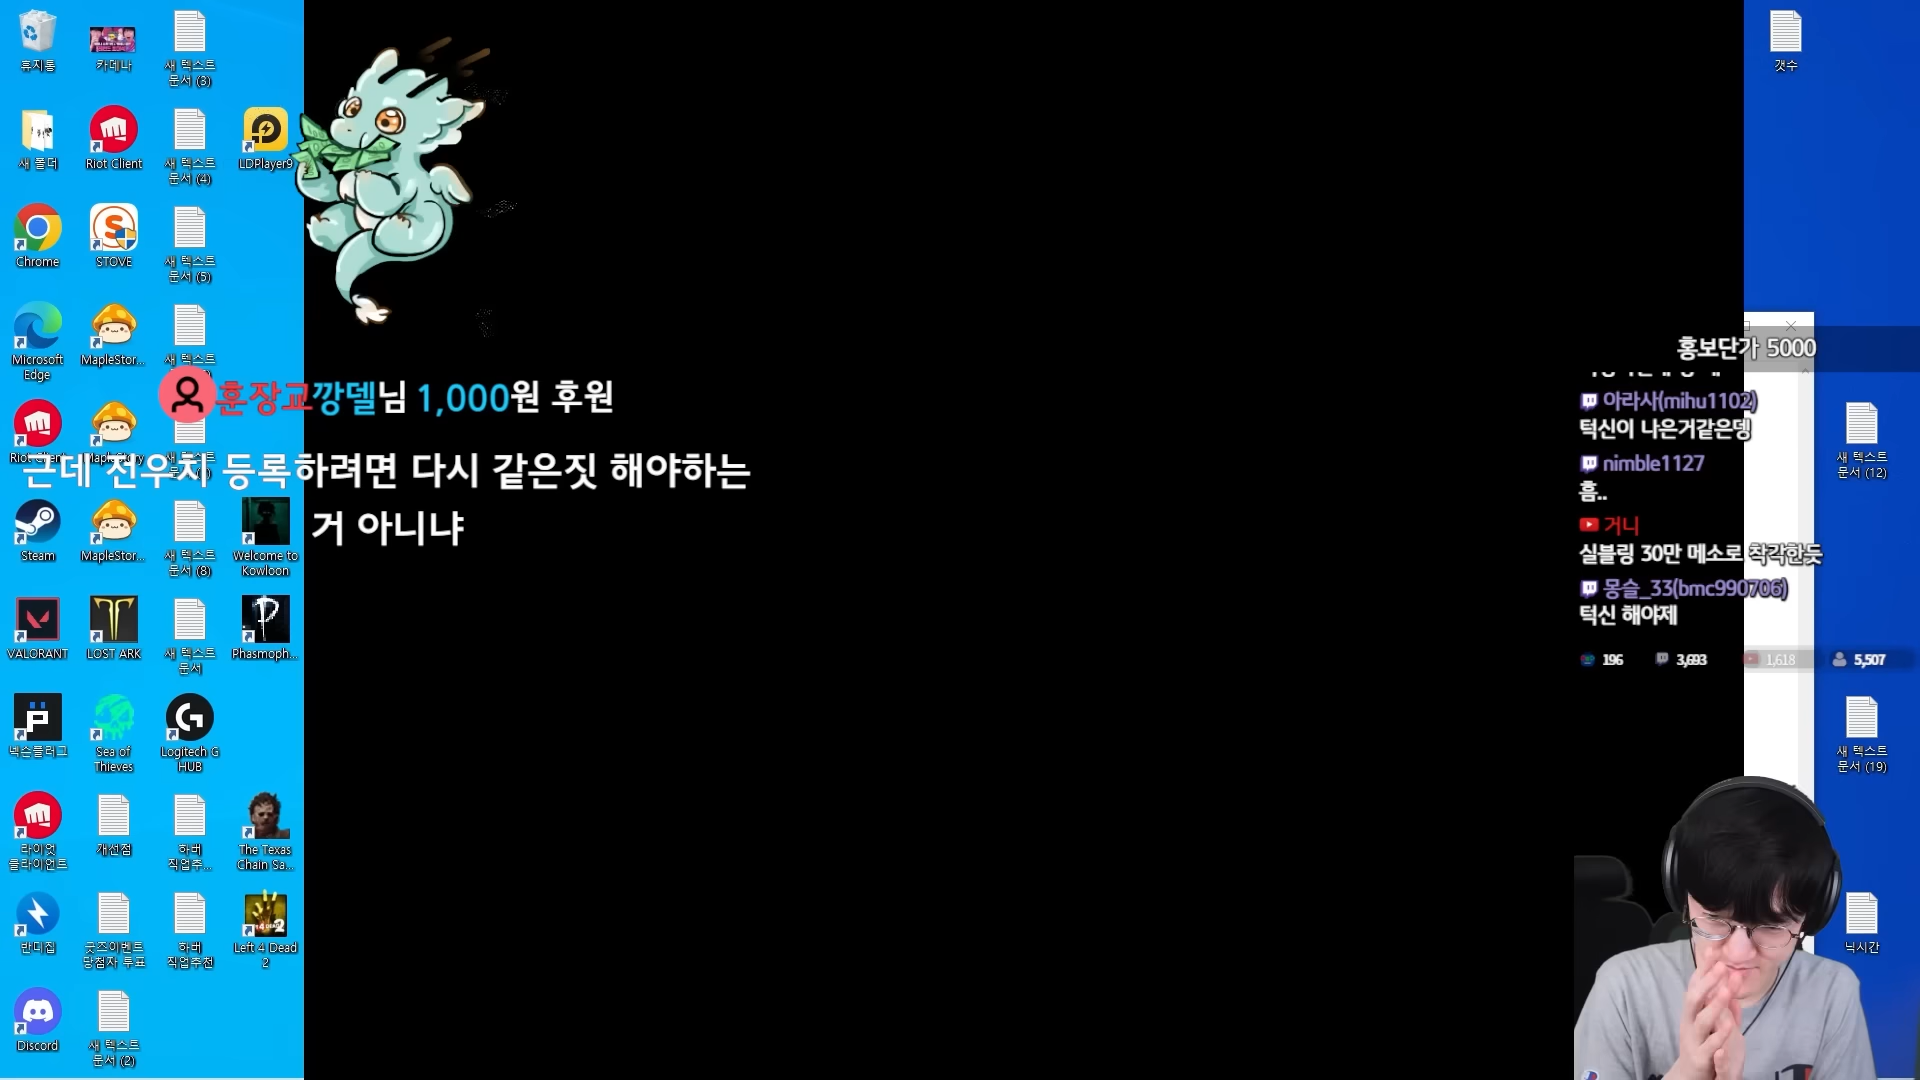 휴지통
카데나
새 텍스트
문서 (3)
갯수
새 폴더
Riot Client
새 텍스트
문서 (4)
LDPlayer9
Chrome
STOVE
새 텍스트
문서 (5)
Microsoft
Edge
MapleStor...
새 텍스트
홍보단가 5000
훈장교깡델님 1,000원 후원
근데 전우치 등록하려면 다시 같은짓 해야하는
거 아니냐
아라사(mihu1102)
턱신이 나은거같은뎅
nimble1127
흠..
거니
실블링 30만 메소로 착각한듯
몽슬_33(bmc990706)
턱신 해야제
196
3,693
1,618
5,507
새 텍스트
문서 (12)
Steam
MapleStor...
새 텍스트
문서 (8)
Welcome to
Kowloon
VALORANT
LOST ARK
새 텍스트
문서
Phasmoph...
넥슨플러그
Sea of
Thieves
Logitech G
HUB
새 텍스트
문서 (19)
라이엇
클라이언트
개선점
하버
직업추...
The Texas
Chain Sa...
반디집
굿즈이벤트
당첨자 투표
하버
직업추천
Left 4 Dead
2
닉시간
Discord
새 텍스트
문서 (2)